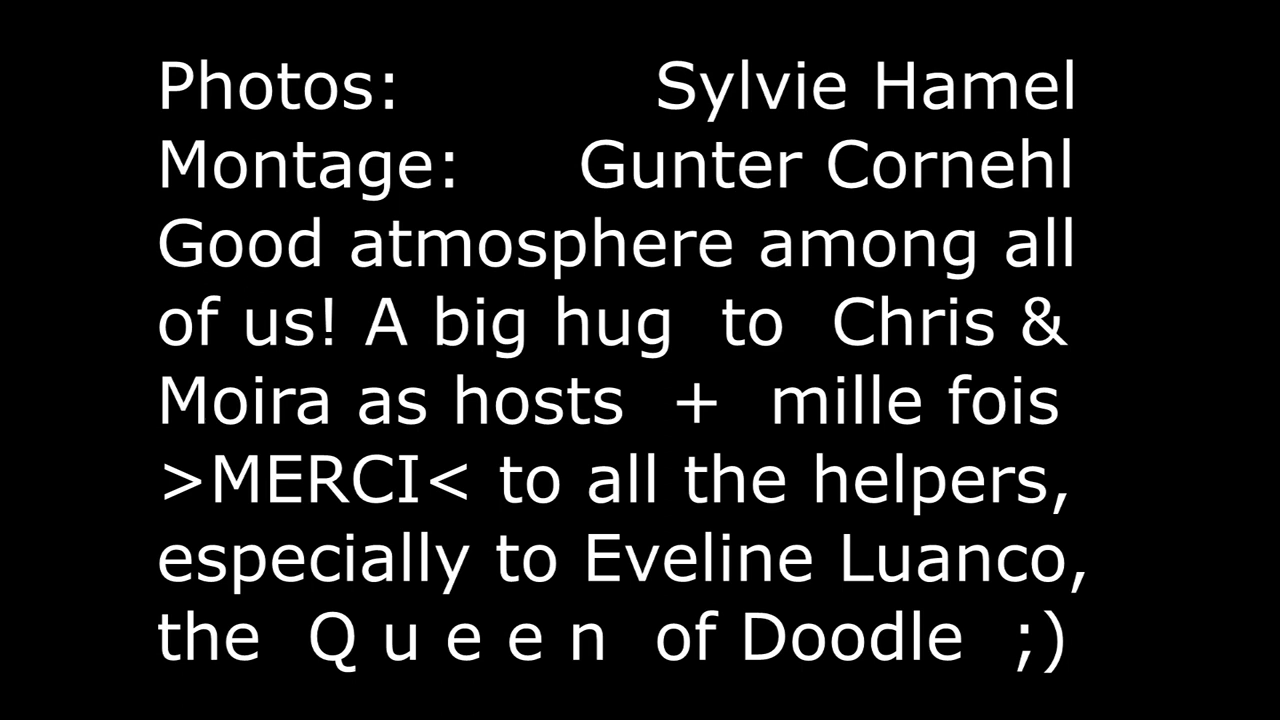 Photos: Sylvie Hamel
Montage: Gunter Cornehl
Good atmosphere among all
of us! A big hug to Chris &
Moira as hosts + mille fois
>MERCI< to all the helpers,
especially to Eveline Luanco,
the Q u e e n of Doodle ;)